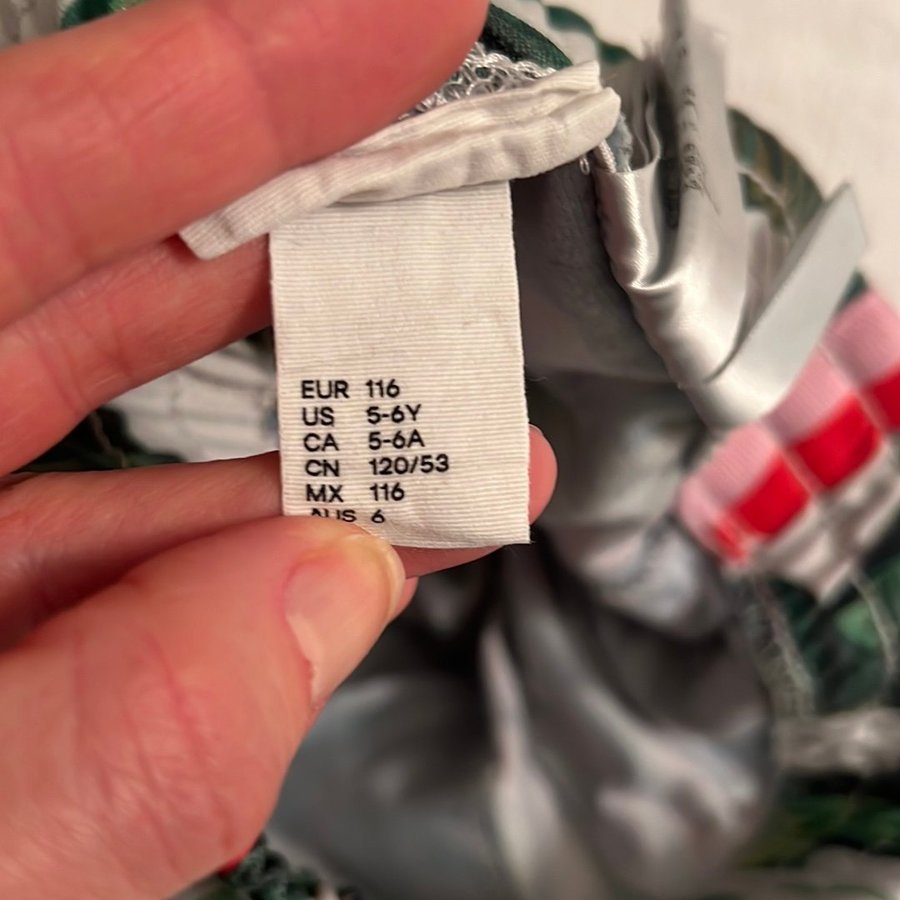 EUR 116
US 5-6Y
CA 5-6A
CN 120/53
MX 116
AUS 6